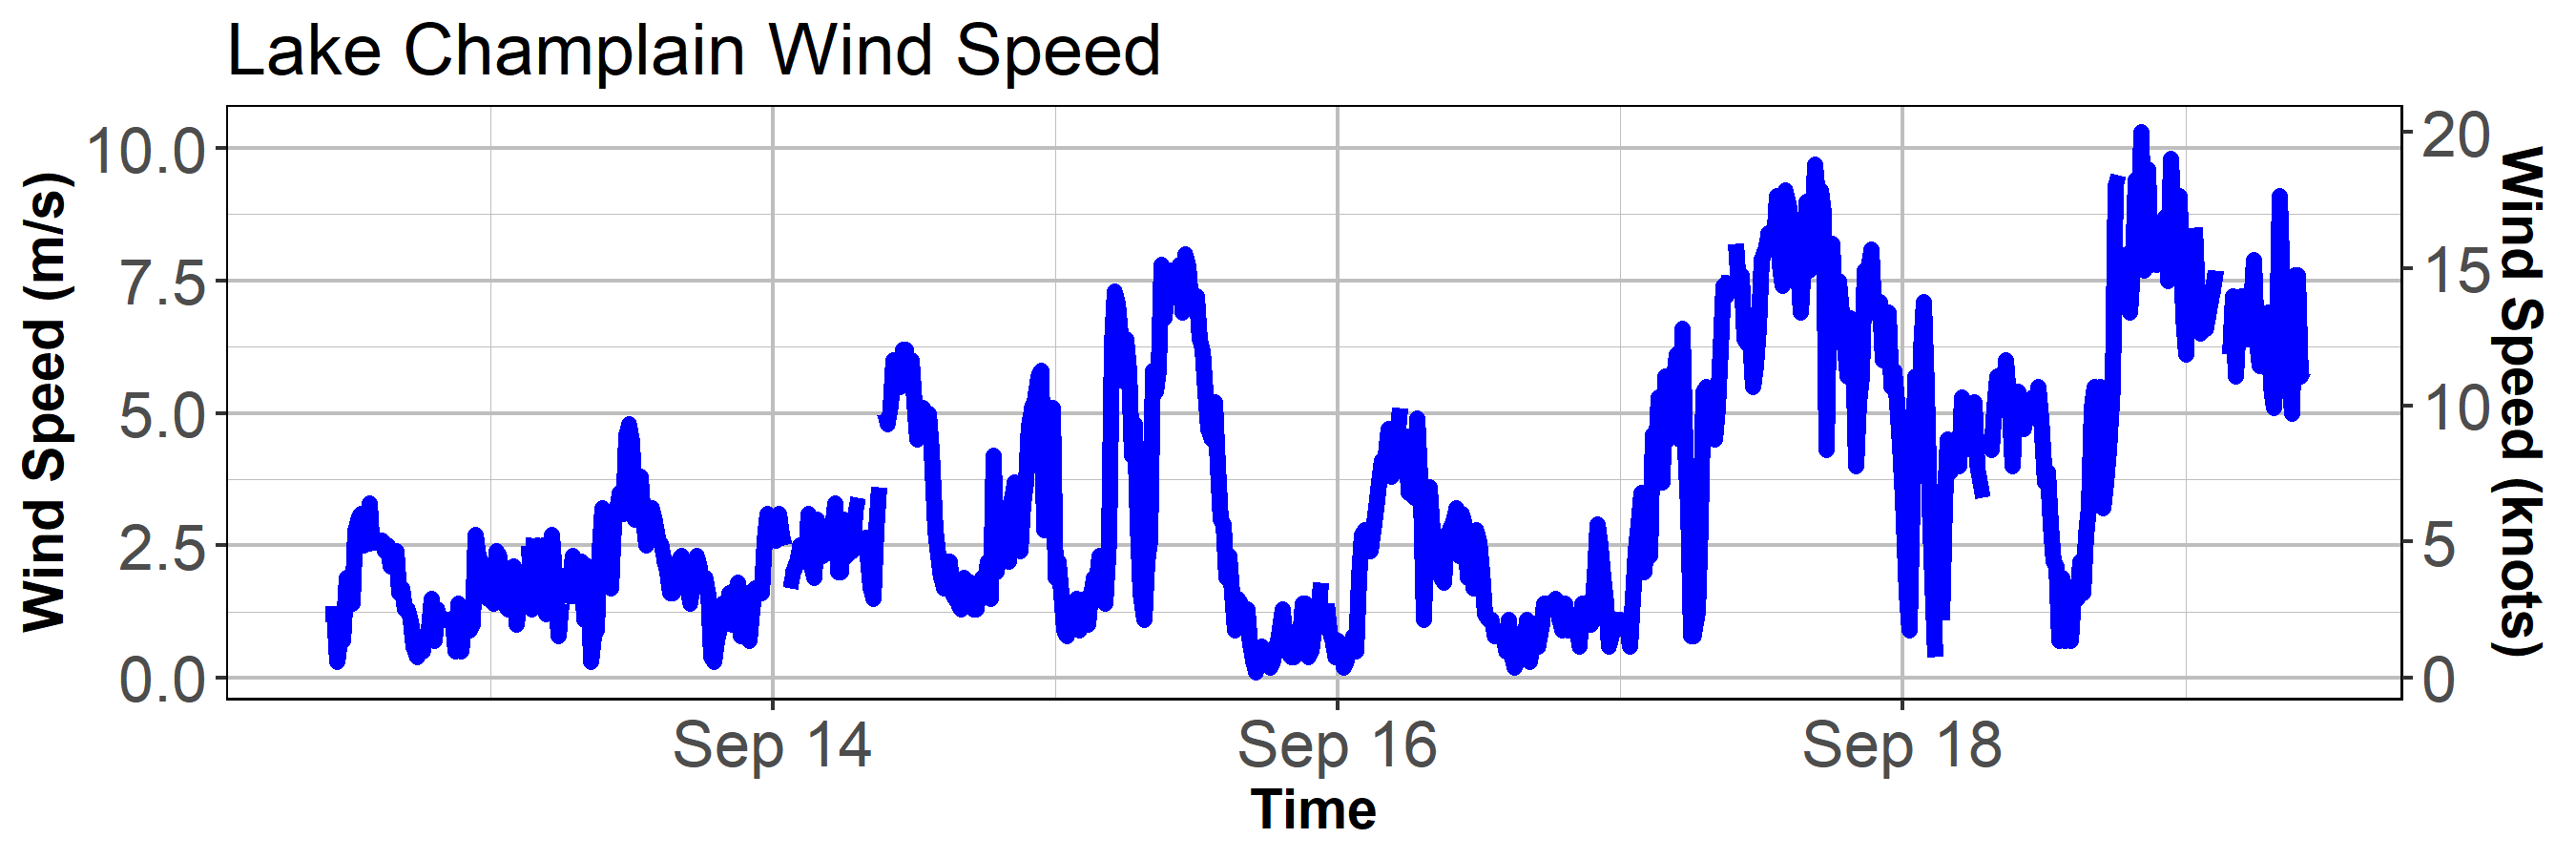 Lake Champlain Wind Speed
Wind Speed (m/s)
10.0
7.5
5.0
2.5
0.0
20
15
10
5
0
Wind Speed (knots)
Sep 14
Sep 16
Sep 18
Time